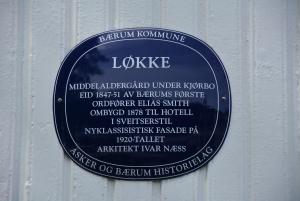 BÆRUM KOMMUNE
LØKKE
MIDDELALDERGÅRD UNDER KJØRBO
EID 1847-51 AV BÆRUMS FØRSTE
ORDFØRER ELIAS SMITH
OMBYGD 1878 TIL HOTELL
I SVEITSERSTIL
NYKLASSISISTISK FASADE PÅ
1920-TALLET
ARKITEKT IVAR NÆSS
ASKER OG BÆRUM HISTORIELAG